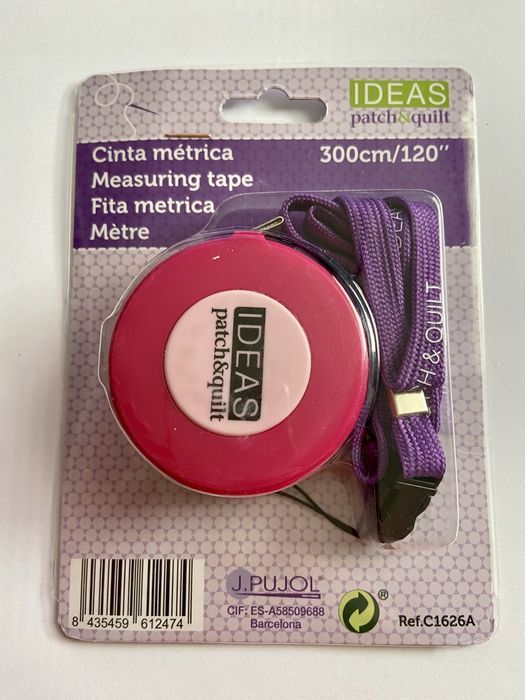 IDEAS
patch&quilt
Cinta métrica
300cm/120''
Measuring tape
Fita metrica
Mètre
IDEAS
patch&quilt
H & QUILT
J.PUJOL
CIF: ES-A58509688
Barcelona
8 435459 612474
Ref.C1626A